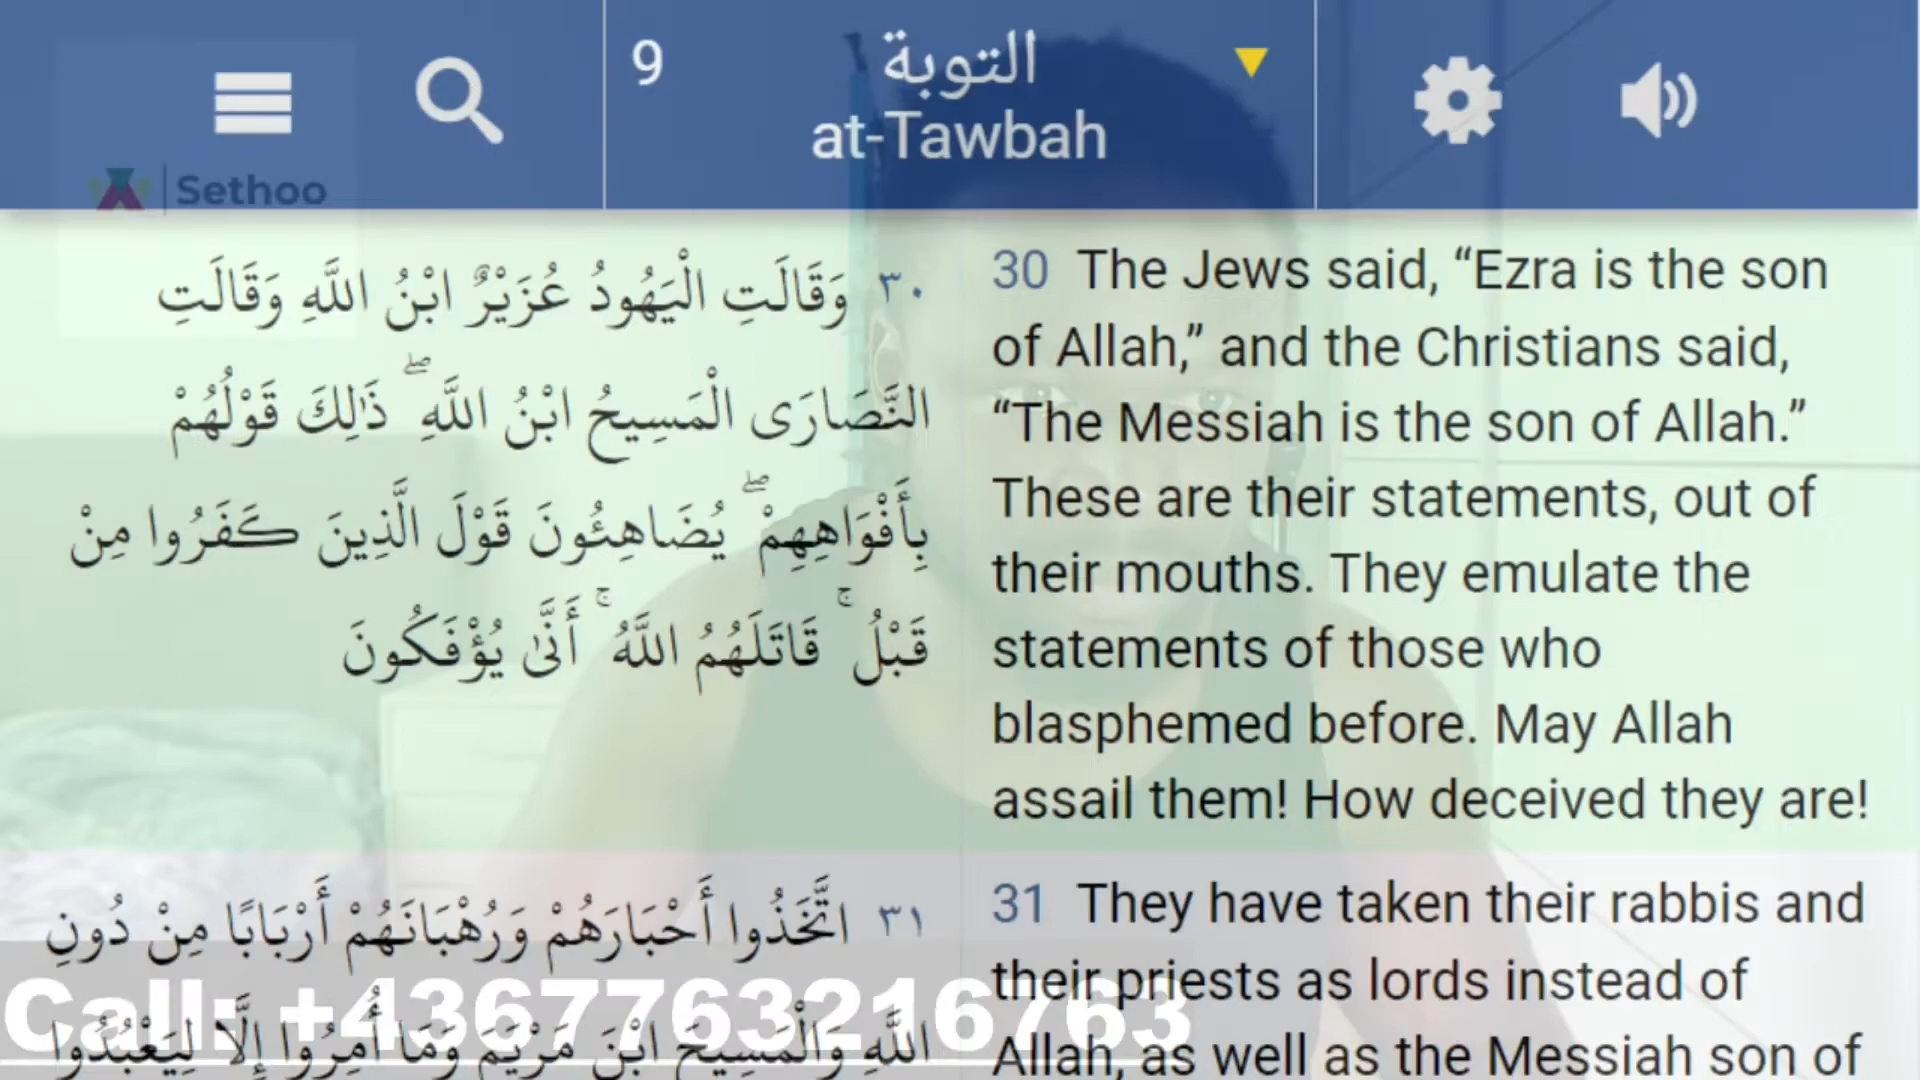 9
التوبة
at-Tawbah
Sethoo
٣٠ وَقَالَتِ الْيَهُودُ عُزَيْرٌ ابْنُ اللَّهِ وَقَالَتِ
النَّصَارَى الْمَسِيحُ ابْنُ اللَّهِ ۖ ذَٰلِكَ قَوْلُهُمْ
بِأَفْوَاهِهِمْ ۖ يُضَاهِئُونَ قَوْلَ الَّذِينَ كَفَرُوا مِنْ
قَبْلُ ۚ قَاتَلَهُمُ اللَّهُ ۚ أَنَّىٰ يُؤْفَكُونَ
30 The Jews said, “Ezra is the son
of Allah,” and the Christians said,
“The Messiah is the son of Allah.”
These are their statements, out of
their mouths. They emulate the
statements of those who
blasphemed before. May Allah
assail them! How deceived they are!
٣١ اتَّخَذُوا أَحْبَارَهُمْ وَرُهْبَانَهُمْ أَرْبَابًا مِنْ دُونِ
اللَّهِ وَالْمَسِيحَ ابْنَ مَرْيَمَ وَمَا أُمِرُوا إِلَّا لِيَعْبُدُوا
31 They have taken their rabbis and
their priests as lords instead of
Allah, as well as the Messiah son of
Call: +4367763216763